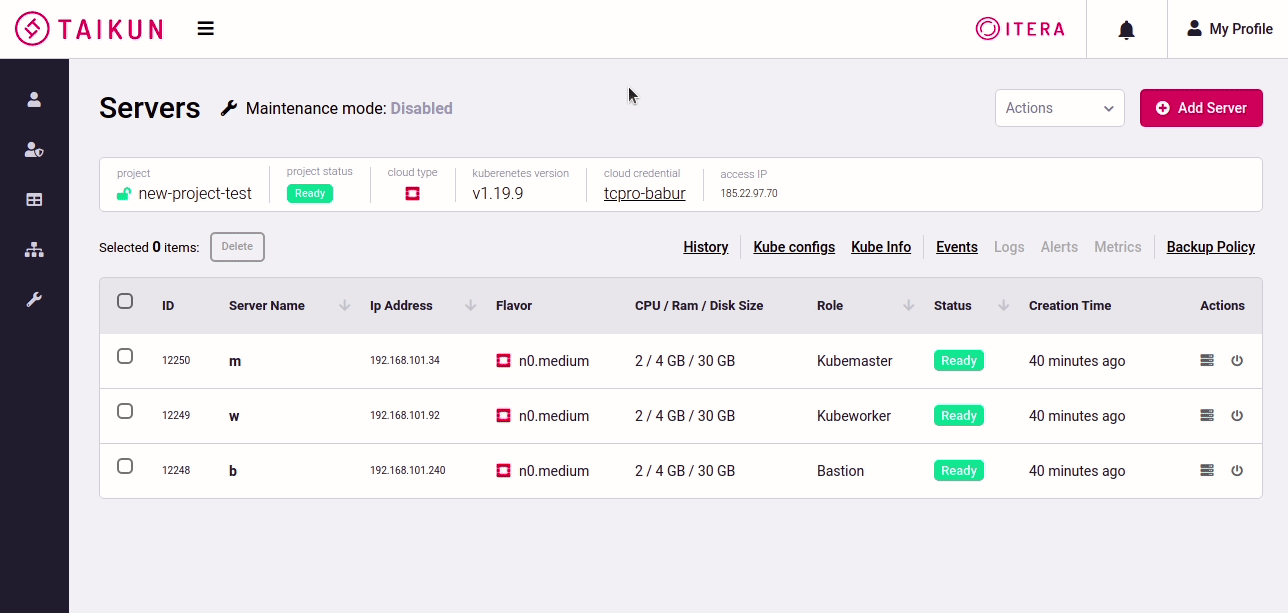 TAIKUN ITERA My Profile
Servers Maintenance mode: Disabled Actions Add Server
project project status cloud type kuberenetes version cloud credential access IP
new-project-test Ready v1.19.9 tcpro-babur 185.22.97.70
Selected 0 items: Delete History Kube configs Kube Info Events Logs Alerts Metrics Backup Policy
ID Server Name Ip Address Flavor CPU / Ram / Disk Size Role Status Creation Time Actions
12250 m 192.168.101.34 n0.medium 2 / 4 GB / 30 GB Kubemaster Ready 40 minutes ago
12249 w 192.168.101.92 n0.medium 2 / 4 GB / 30 GB Kubeworker Ready 40 minutes ago
12248 b 192.168.101.240 n0.medium 2 / 4 GB / 30 GB Bastion Ready 40 minutes ago